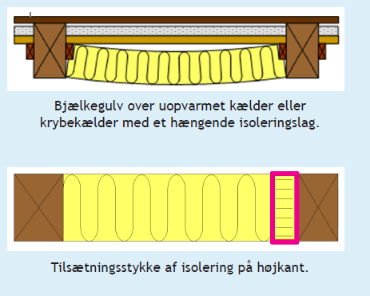 Bjælkegulv over uopvarmet kælder eller
krybekælder med et hængende isoleringslag.
Tilsætningsstykke af isolering på højkant.